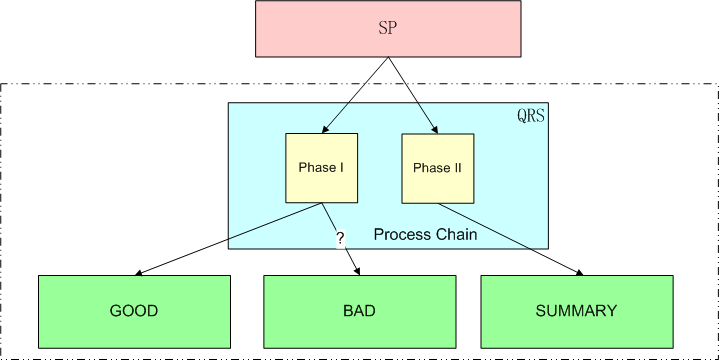 SP
QRS
Phase I
Phase II
Process Chain
?
GOOD
BAD
SUMMARY